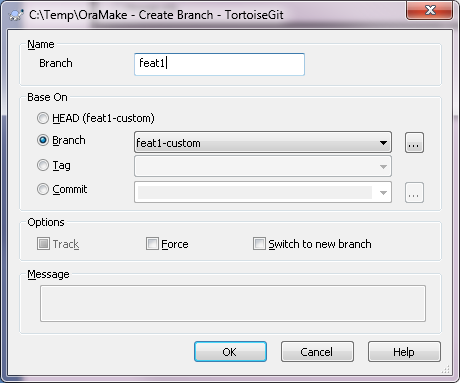 C:\Temp\OraMake - Create Branch - TortoiseGit
Name
Branch
feat1
Base On
HEAD (feat1-custom)
Branch
feat1-custom
...
Tag
Commit
...
Options
Track
Force
Switch to new branch
Message
OK
Cancel
Help